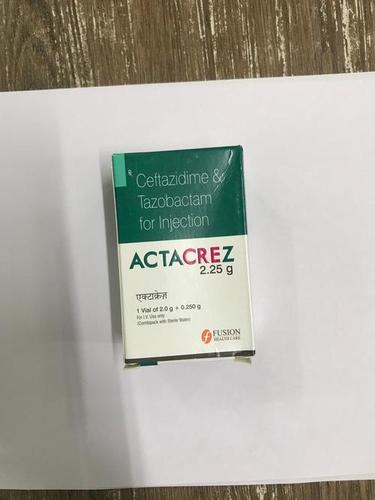 Ceftazidime &
Tazobactam
for Injection
ACTACREZ
2.25 g
एक्टाक्रेज़
1 Vial of 2.0 g + 0.250 g
For I.V. Use only
(Combipack with Sterile Water)
FUSION
HEALTH CARE